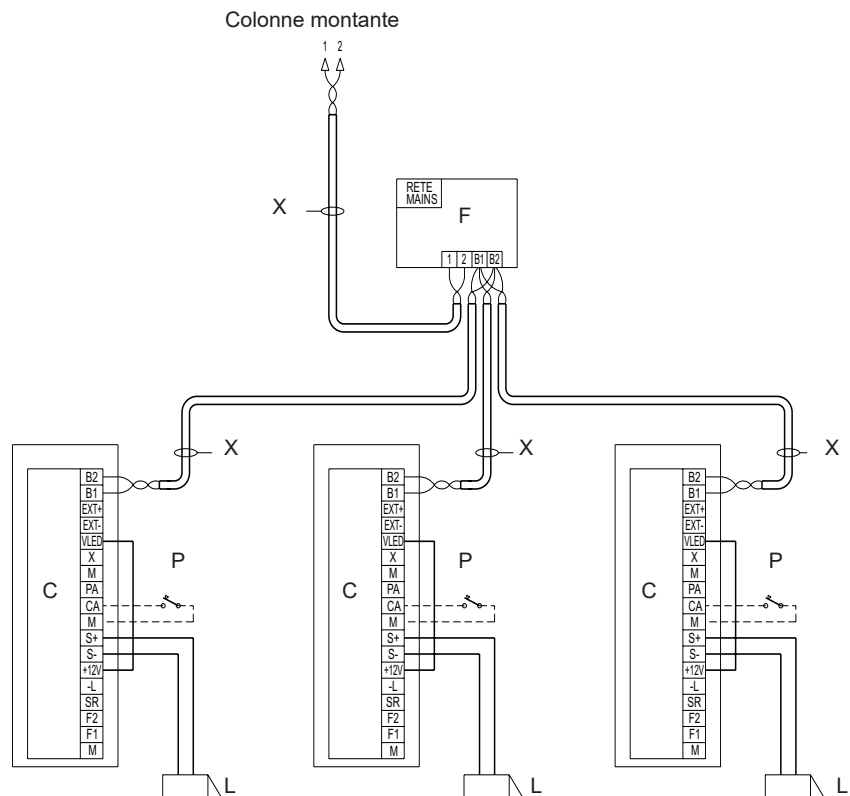 Colonne montante
1 2
X
RETE
MAINS
F
1 2 B1 B2
X
X
X
B2
B1
EXT+
EXT-
VLED
X
M
PA
CA
M
S+
S-
+12V
-L
SR
F2
F1
M
C
P
L
B2
B1
EXT+
EXT-
VLED
X
M
PA
CA
M
S+
S-
+12V
-L
SR
F2
F1
M
C
P
L
B2
B1
EXT+
EXT-
VLED
X
M
PA
CA
M
S+
S-
+12V
-L
SR
F2
F1
M
C
P
L